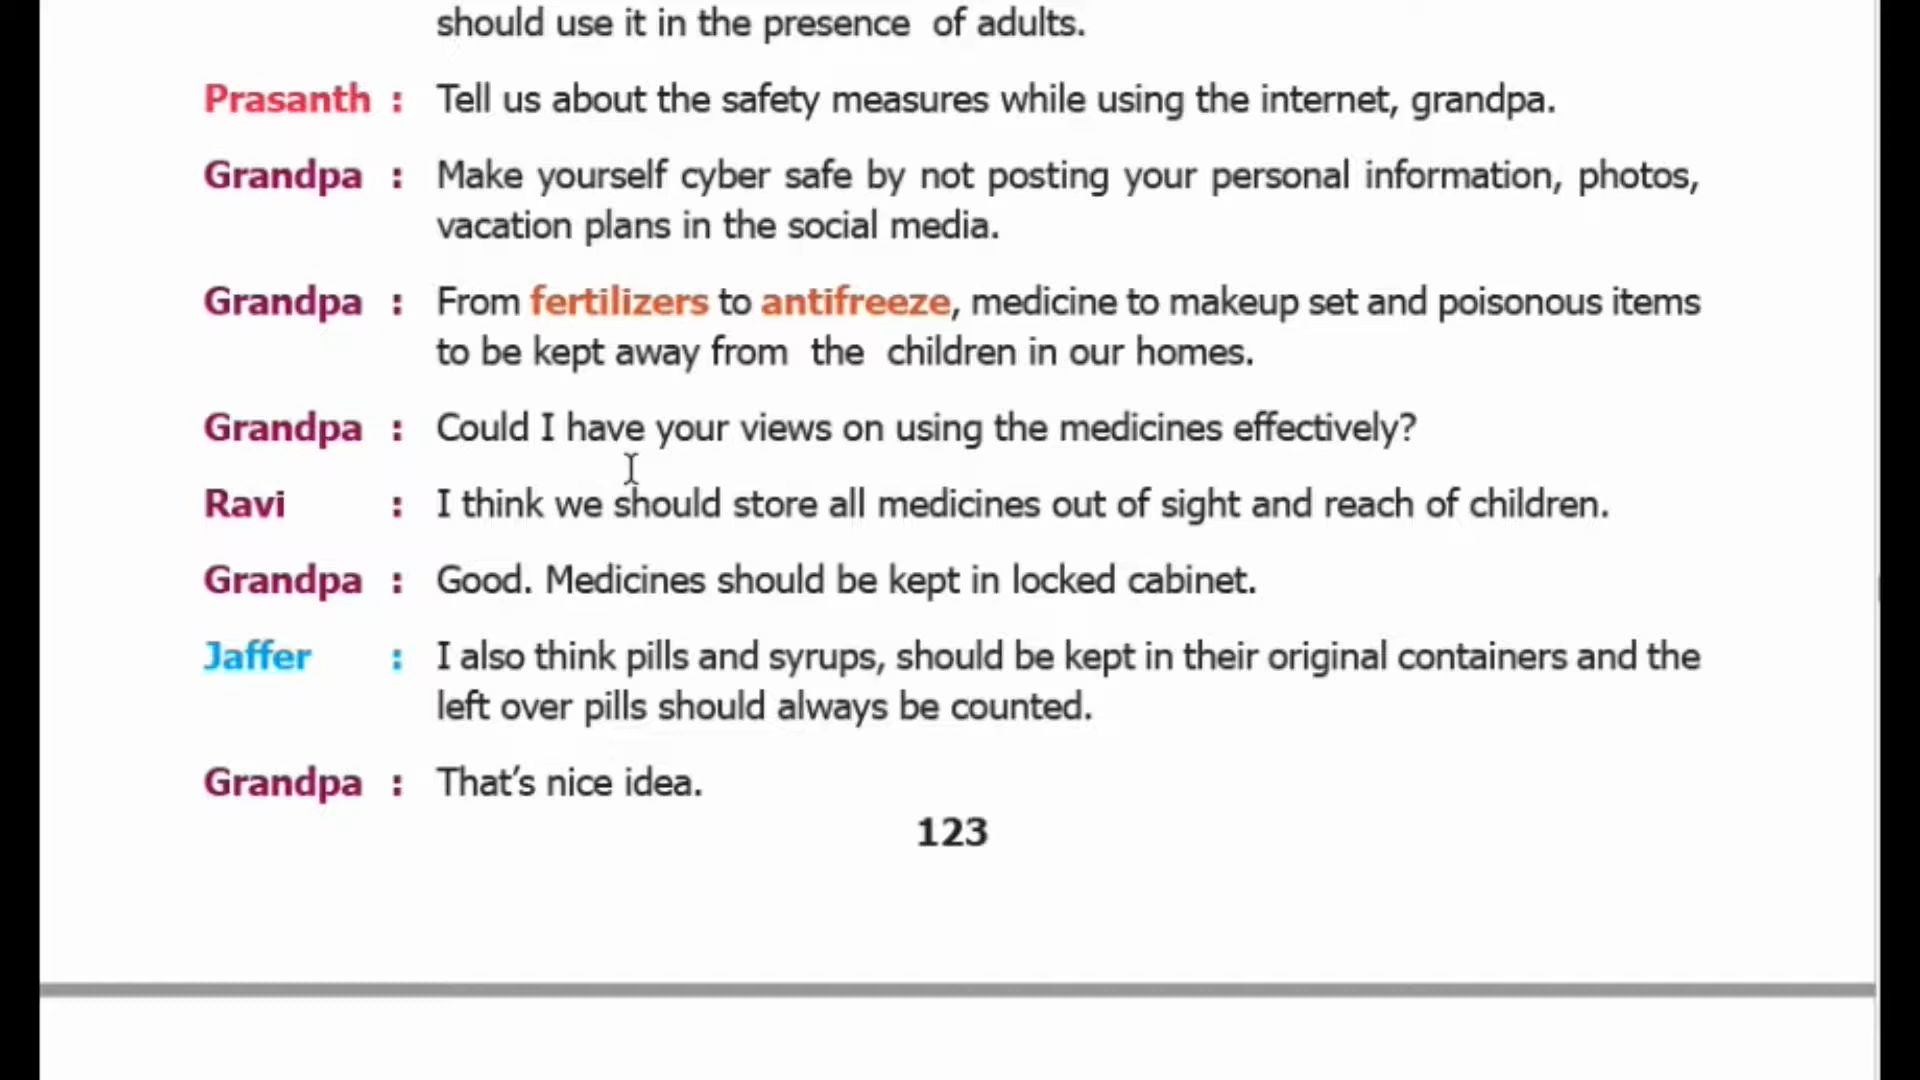 should use it in the presence of adults.
Prasanth : Tell us about the safety measures while using the internet, grandpa.
Grandpa : Make yourself cyber safe by not posting your personal information, photos,
vacation plans in the social media.
Grandpa : From fertilizers to antifreeze, medicine to makeup set and poisonous items
to be kept away from the children in our homes.
Grandpa : Could I have your views on using the medicines effectively?
Ravi : I think we should store all medicines out of sight and reach of children.
Grandpa : Good. Medicines should be kept in locked cabinet.
Jaffer : I also think pills and syrups, should be kept in their original containers and the
left over pills should always be counted.
Grandpa : That's nice idea.
123